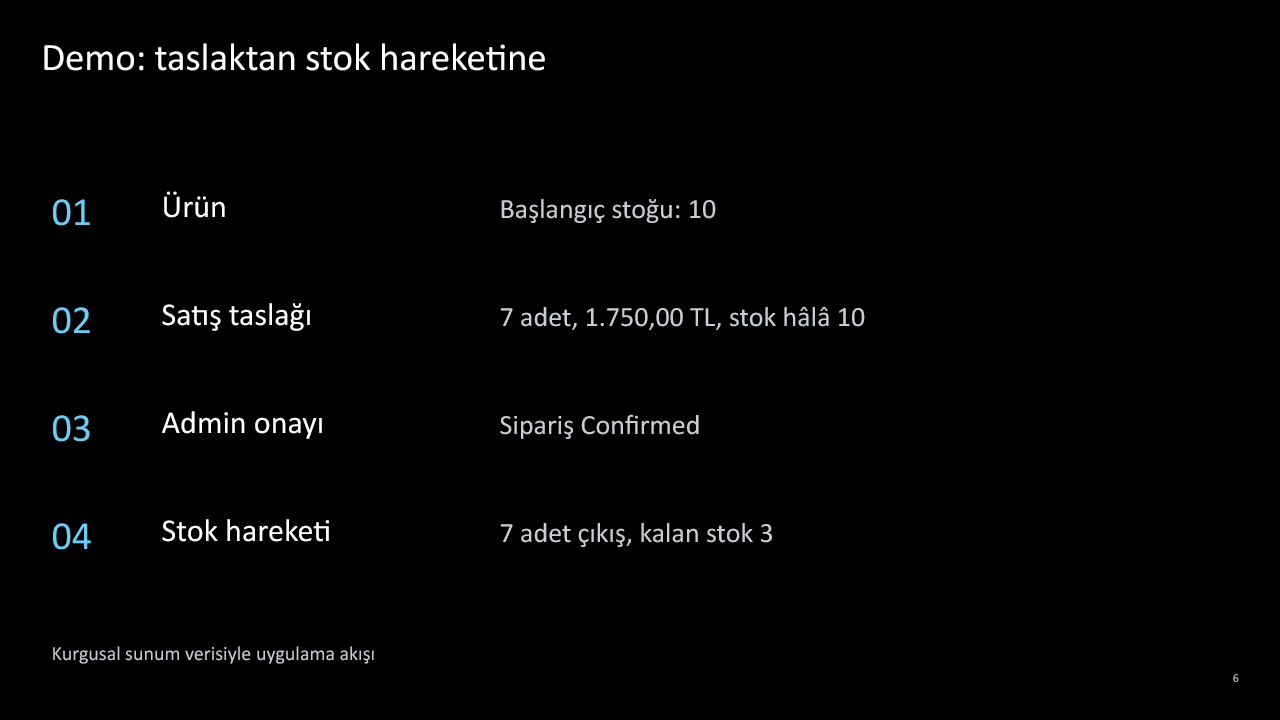 Demo: taslaktan stok hareketine
01 Ürün Başlangıç stoğu: 10
02 Satış taslağı 7 adet, 1.750,00 TL, stok hâlâ 10
03 Admin onayı Sipariş Confirmed
04 Stok hareketi 7 adet çıkış, kalan stok 3
Kurgusal sunum verisiyle uygulama akışı
6